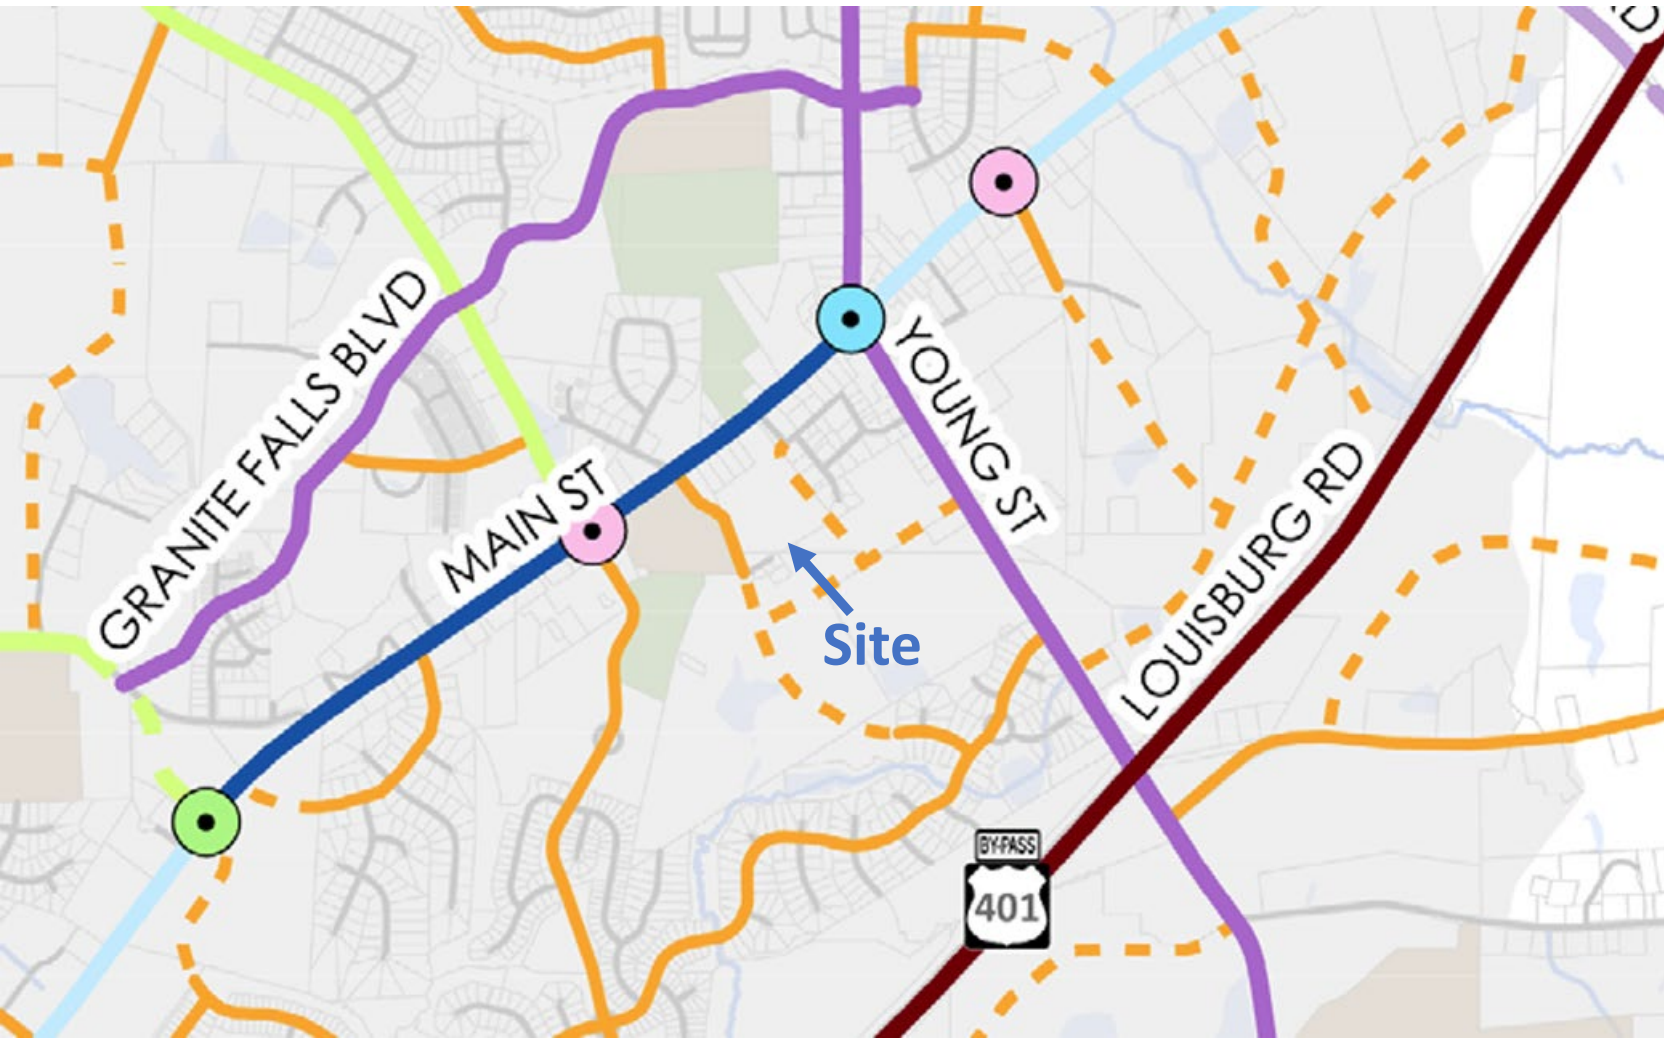 GRANITE FALLS BLVD
MAIN ST
YOUNG ST
LOUISBURG RD
Site
BY-PASS
401